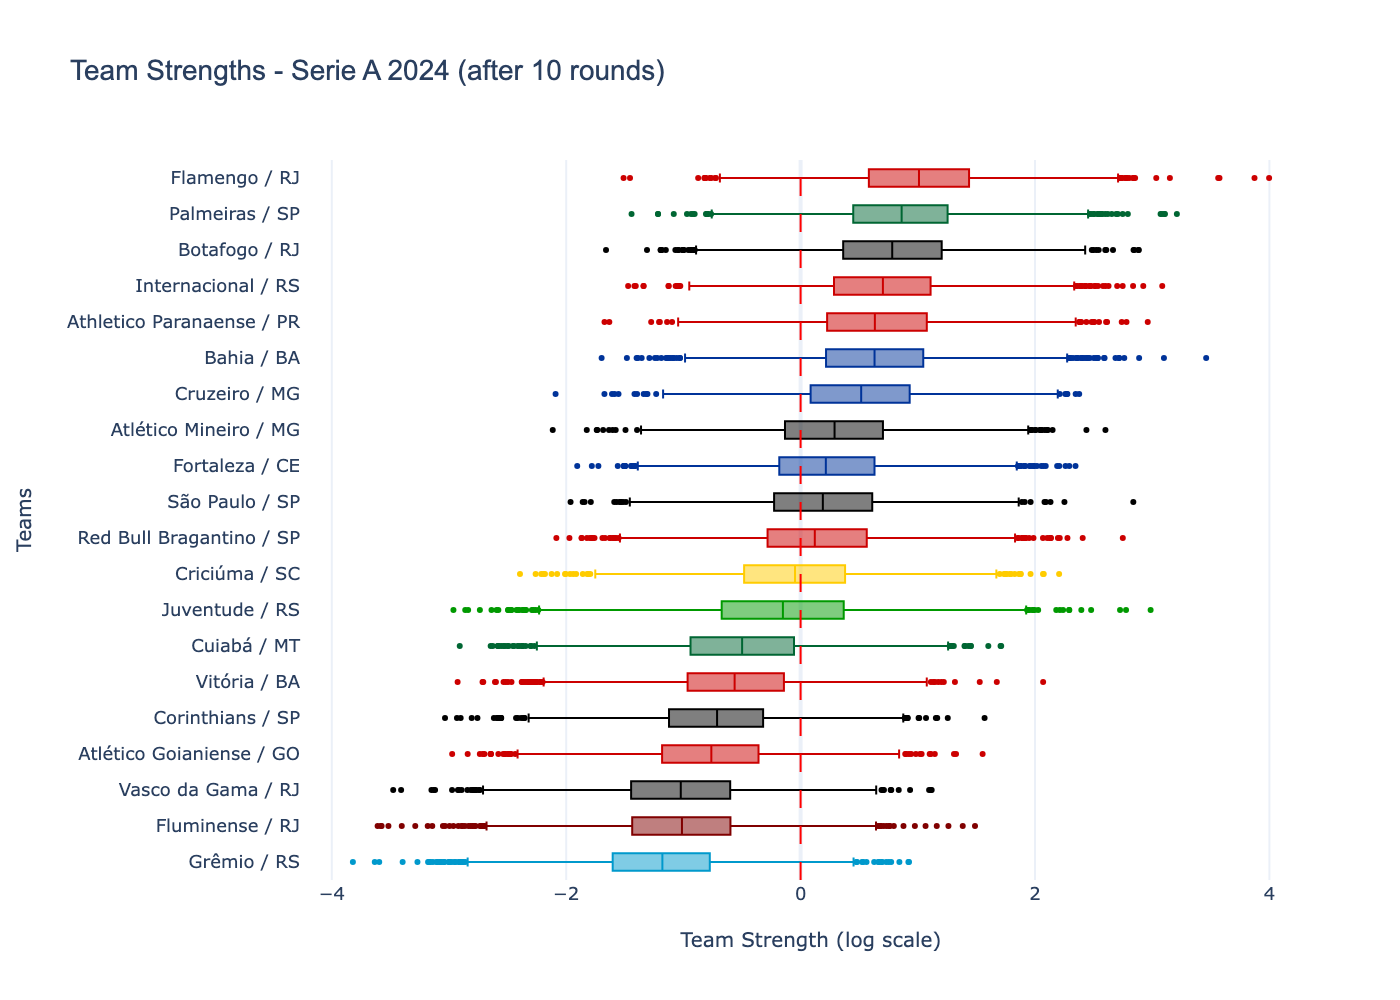 Team Strengths - Serie A 2024 (after 10 rounds)
Flamengo / RJ
Palmeiras / SP
Botafogo / RJ
Internacional / RS
Athletico Paranaense / PR
Bahia / BA
Cruzeiro / MG
Atlético Mineiro / MG
Fortaleza / CE
São Paulo / SP
Red Bull Bragantino / SP
Criciúma / SC
Juventude / RS
Cuiabá / MT
Vitória / BA
Corinthians / SP
Atlético Goianiense / GO
Vasco da Gama / RJ
Fluminense / RJ
Grêmio / RS
Teams
−4 −2 0 2 4
Team Strength (log scale)